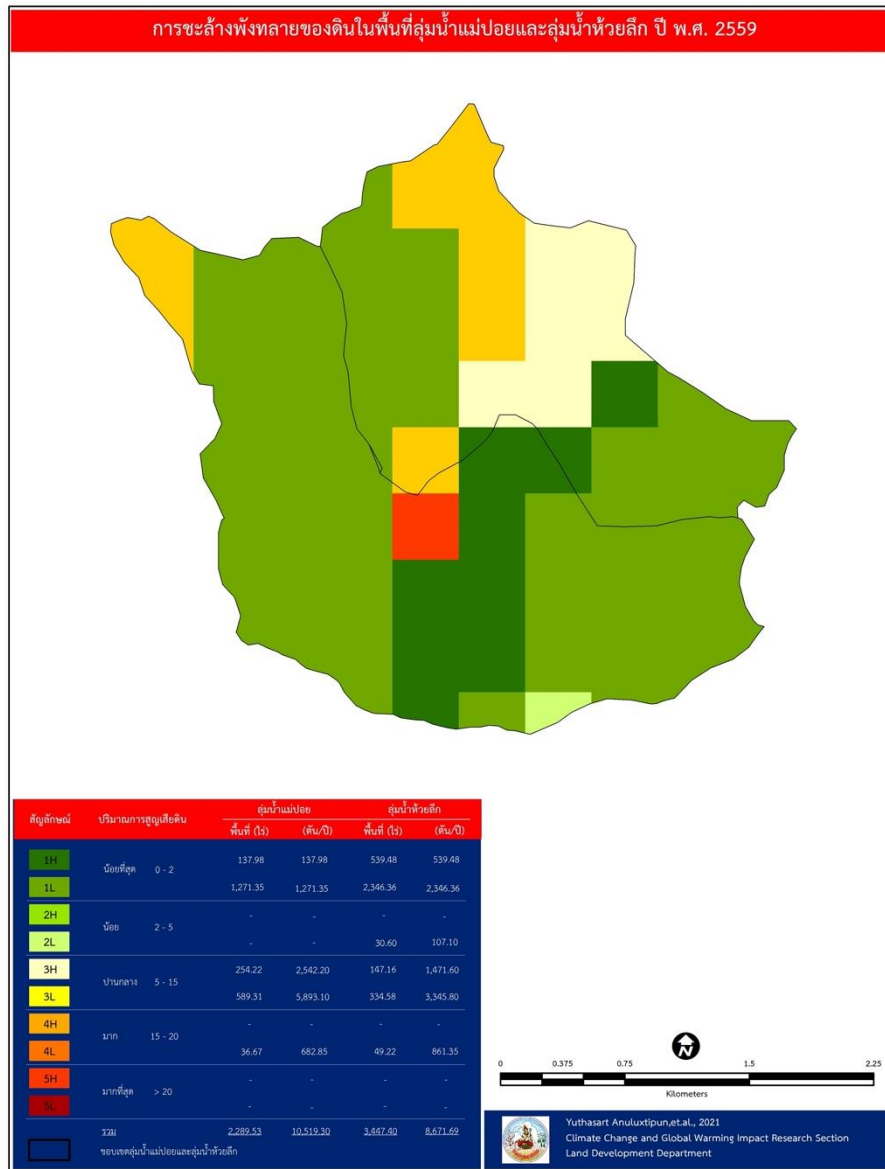 การชะล้างพังทลายของดินในพื้นที่ลุ่มน้ำแม่ปอยและลุ่มน้ำห้วยลึก ปี พ.ศ. 2559
สัญลักษณ์ ปริมาณการสูญเสียดิน ลุ่มน้ำแม่ปอย ลุ่มน้ำห้วยลึก
พื้นที่ (ไร่) (ตัน/ปี) พื้นที่ (ไร่) (ตัน/ปี)
1H น้อยที่สุด 0 - 2 137.98 137.98 539.48 539.48
1L 1,271.35 1,271.35 2,346.36 2,346.36
2H น้อย 2 - 5 - - - -
2L - - 30.60 107.10
3H ปานกลาง 5 - 15 254.22 2,542.20 147.16 1,471.60
3L 589.31 5,893.10 334.58 3,345.80
4H มาก 15 - 20 - - - -
4L 36.67 682.85 49.22 861.35
5H มากที่สุด > 20 - - - -
5L - - - -
รวม 2,289.53 10,519.30 3,447.40 8,671.69
ขอบเขตลุ่มน้ำแม่ปอยและลุ่มน้ำห้วยลึก
N
0 0.375 0.75 1.5 2.25
Kilometers
Yuthasart Anuluxtipun,et.al., 2021
Climate Change and Global Warming Impact Research Section
Land Development Department